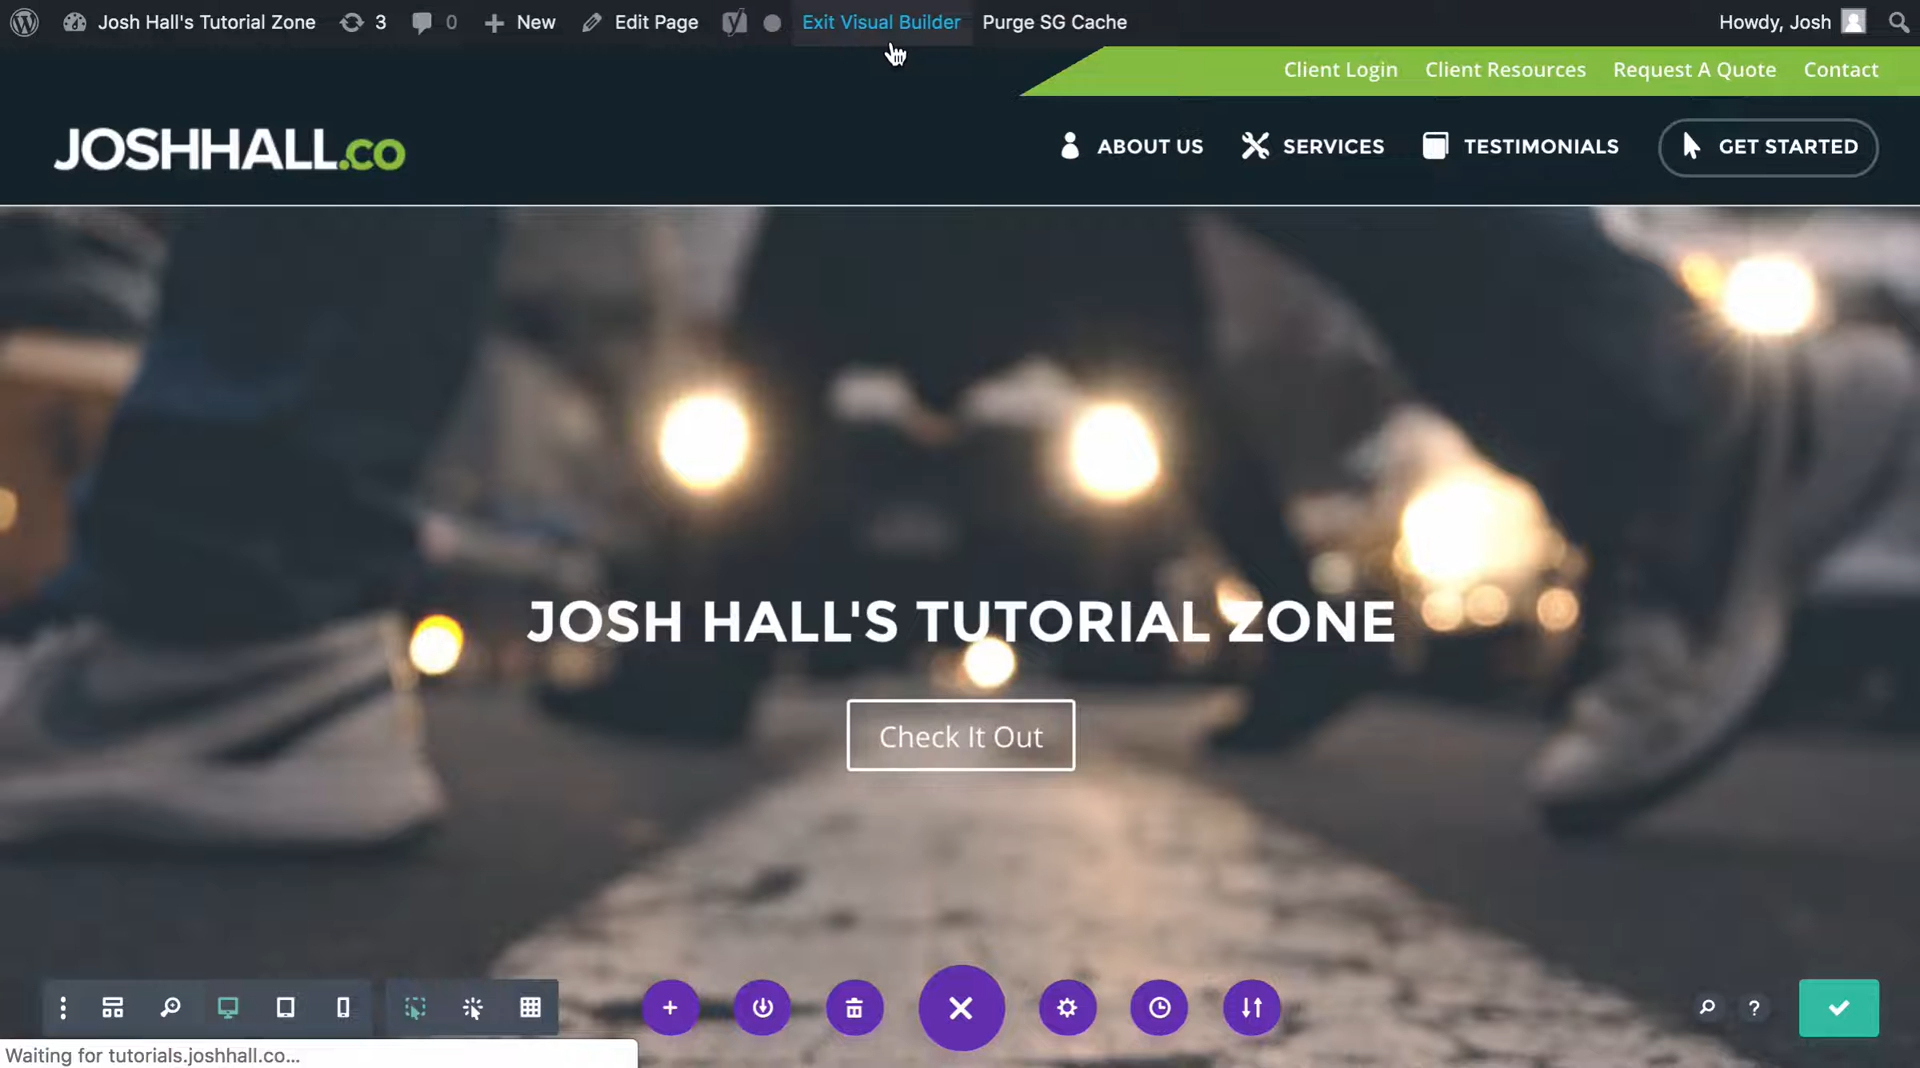 Josh Hall's Tutorial Zone 3 0 New Edit Page Exit Visual Builder Purge SG Cache Howdy, Josh
Client Login Client Resources Request A Quote Contact
JOSHHALL.CO ABOUT US SERVICES TESTIMONIALS GET STARTED
JOSH HALL'S TUTORIAL ZONE
Check It Out
Waiting for tutorials.joshhall.co...